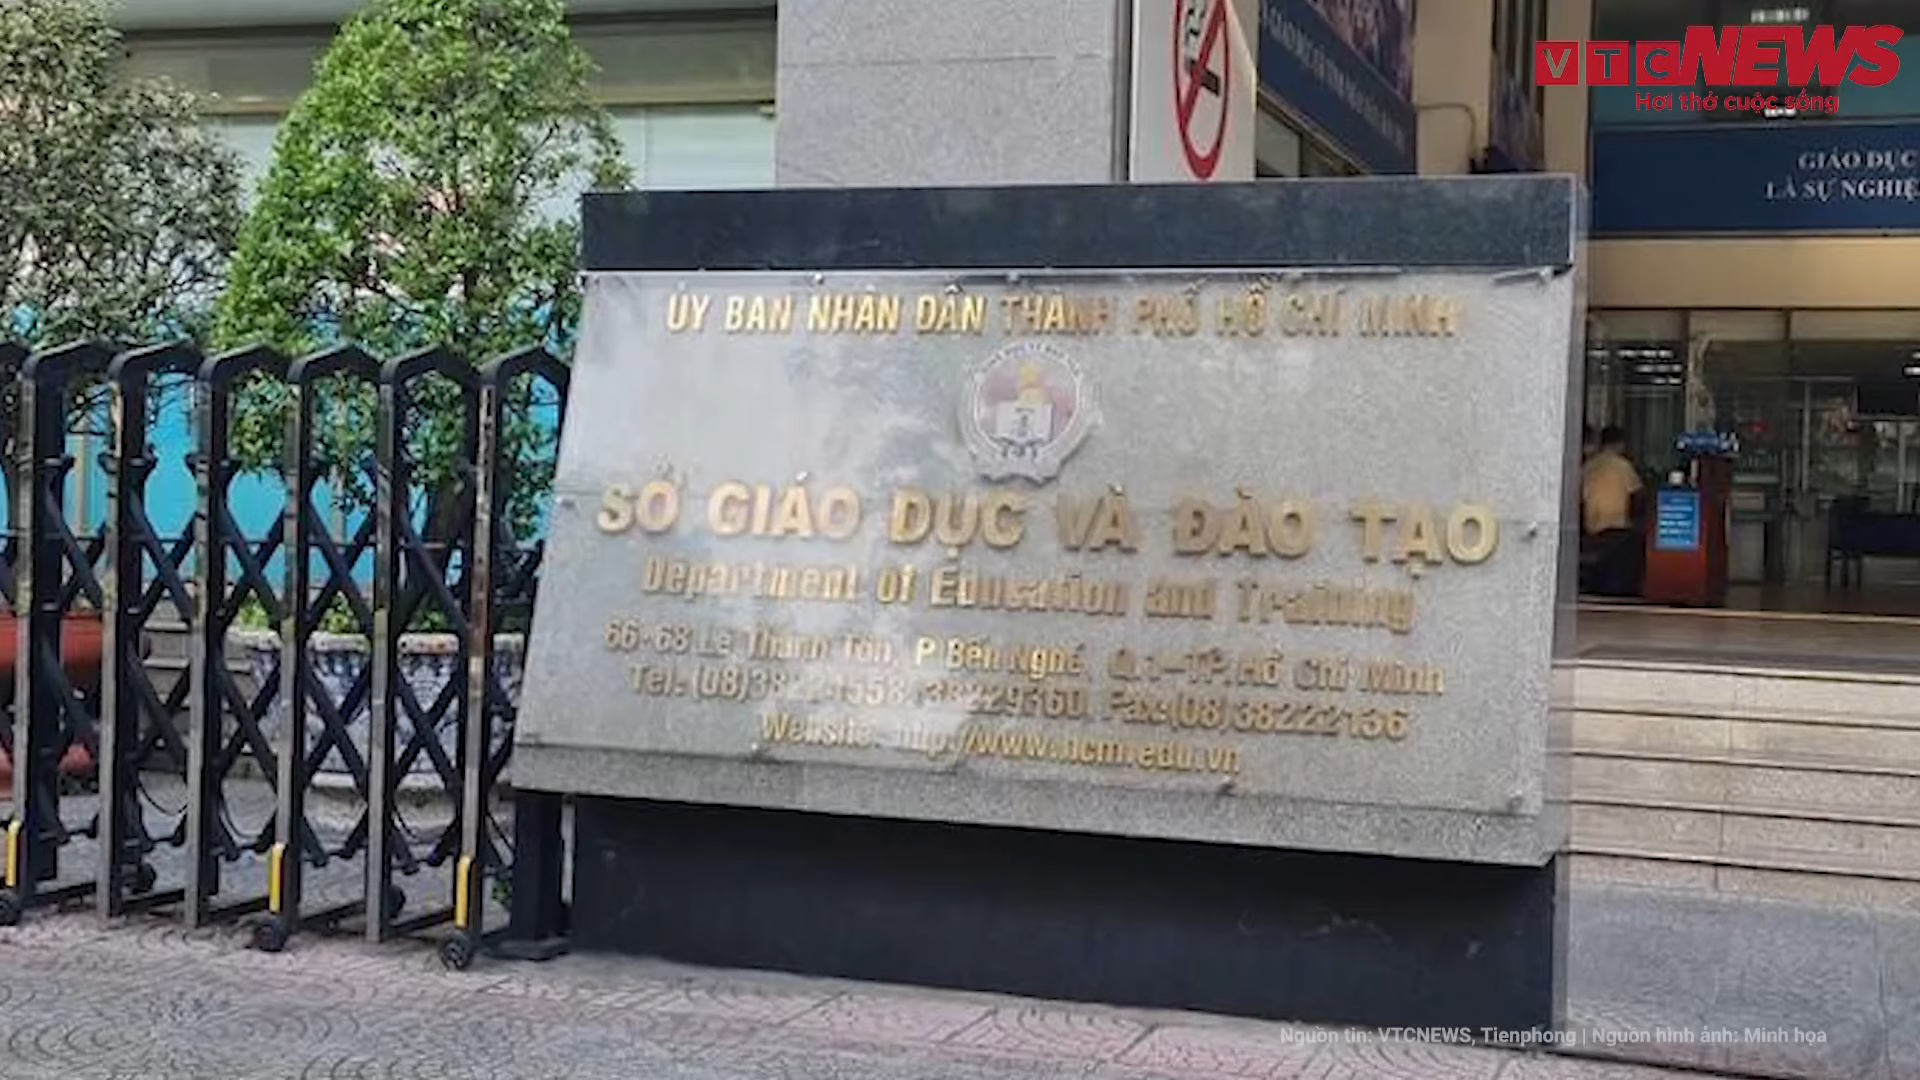 VTC NEWS
Hơi thở cuộc sống
GIÁO DỤC
LÀ SỰ NGHIỆ
ỦY BAN NHÂN DÂN THÀNH PHỐ HỒ CHÍ MINH
SỞ GIÁO DỤC VÀ ĐÀO TẠO
Department of Education and Training
66-68 Lê Thánh Tôn, P Bến Nghé, Q.1-TP. Hồ Chí Minh
Tel: Fax:(08)38222136
Website: http://www.hcm.edu.vn
Nguồn tin: VTCNEWS, Tienphong | Nguồn hình ảnh: Minh họa